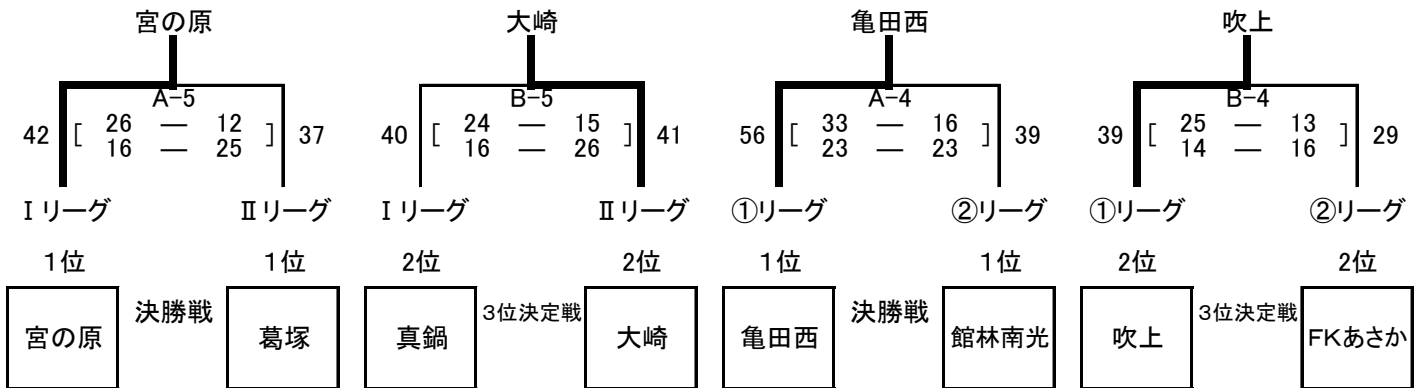 宮の原 大崎 亀田西 吹上
A-5 B-5 A-4 B-4
42 [ 26 — 12 ] 37 40 [ 24 — 15 ] 41 56 [ 33 — 16 ] 39 39 [ 25 — 13 ] 29
16 — 25 16 — 26 23 — 23 14 — 16
Ⅰリーグ Ⅱリーグ Ⅰリーグ Ⅱリーグ ①リーグ ②リーグ ①リーグ ②リーグ
1位 1位 2位 2位 1位 1位 2位 2位
決勝戦 3位決定戦 決勝戦 3位決定戦
宮の原 葛塚 真鍋 大崎 亀田西 館林南光 吹上 FKあさか